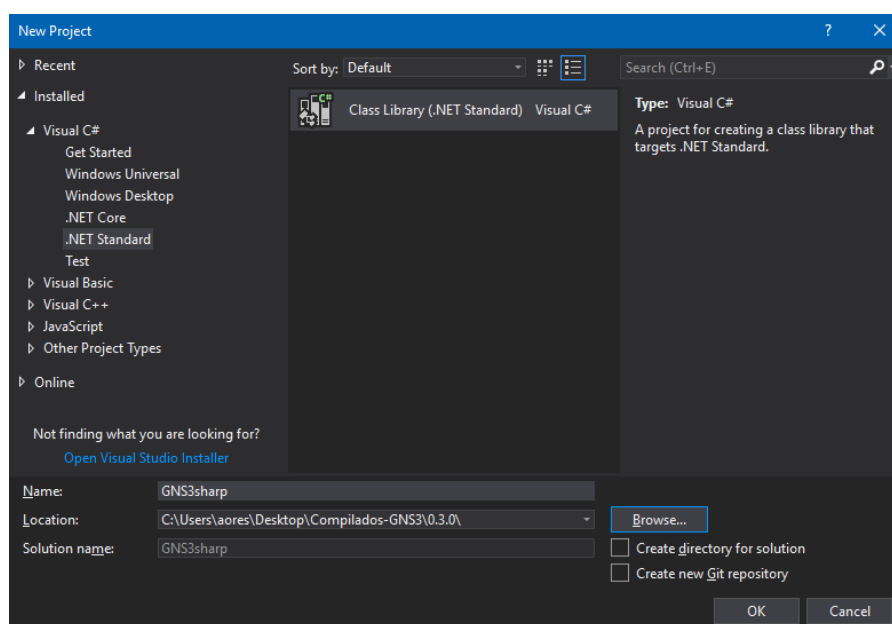 New Project
Recent
Installed
Visual C#
Get Started
Windows Universal
Windows Desktop
.NET Core
.NET Standard
Test
Visual Basic
Visual C++
JavaScript
Other Project Types
Online
Not finding what you are looking for?
Open Visual Studio Installer
Sort by: Default
C#
Class Library (.NET Standard) Visual C#
Search (Ctrl+E)
Type: Visual C#
A project for creating a class library that
targets .NET Standard.
Name: GNS3sharp
Location: C:\Users\aores\Desktop\Compilados-GNS3\0.3.0\ Browse...
Solution name: GNS3sharp
Create directory for solution
Create new Git repository
OK Cancel